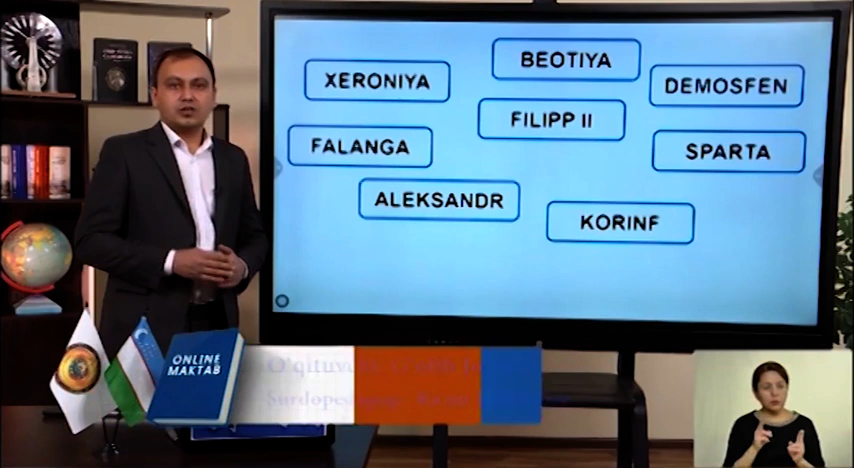 BEOTIYA
XERONIYA
DEMOSFEN
FILIPP II
FALANGA
SPARTA
ALEKSANDR
KORINF
ONLINE
MAKTAB